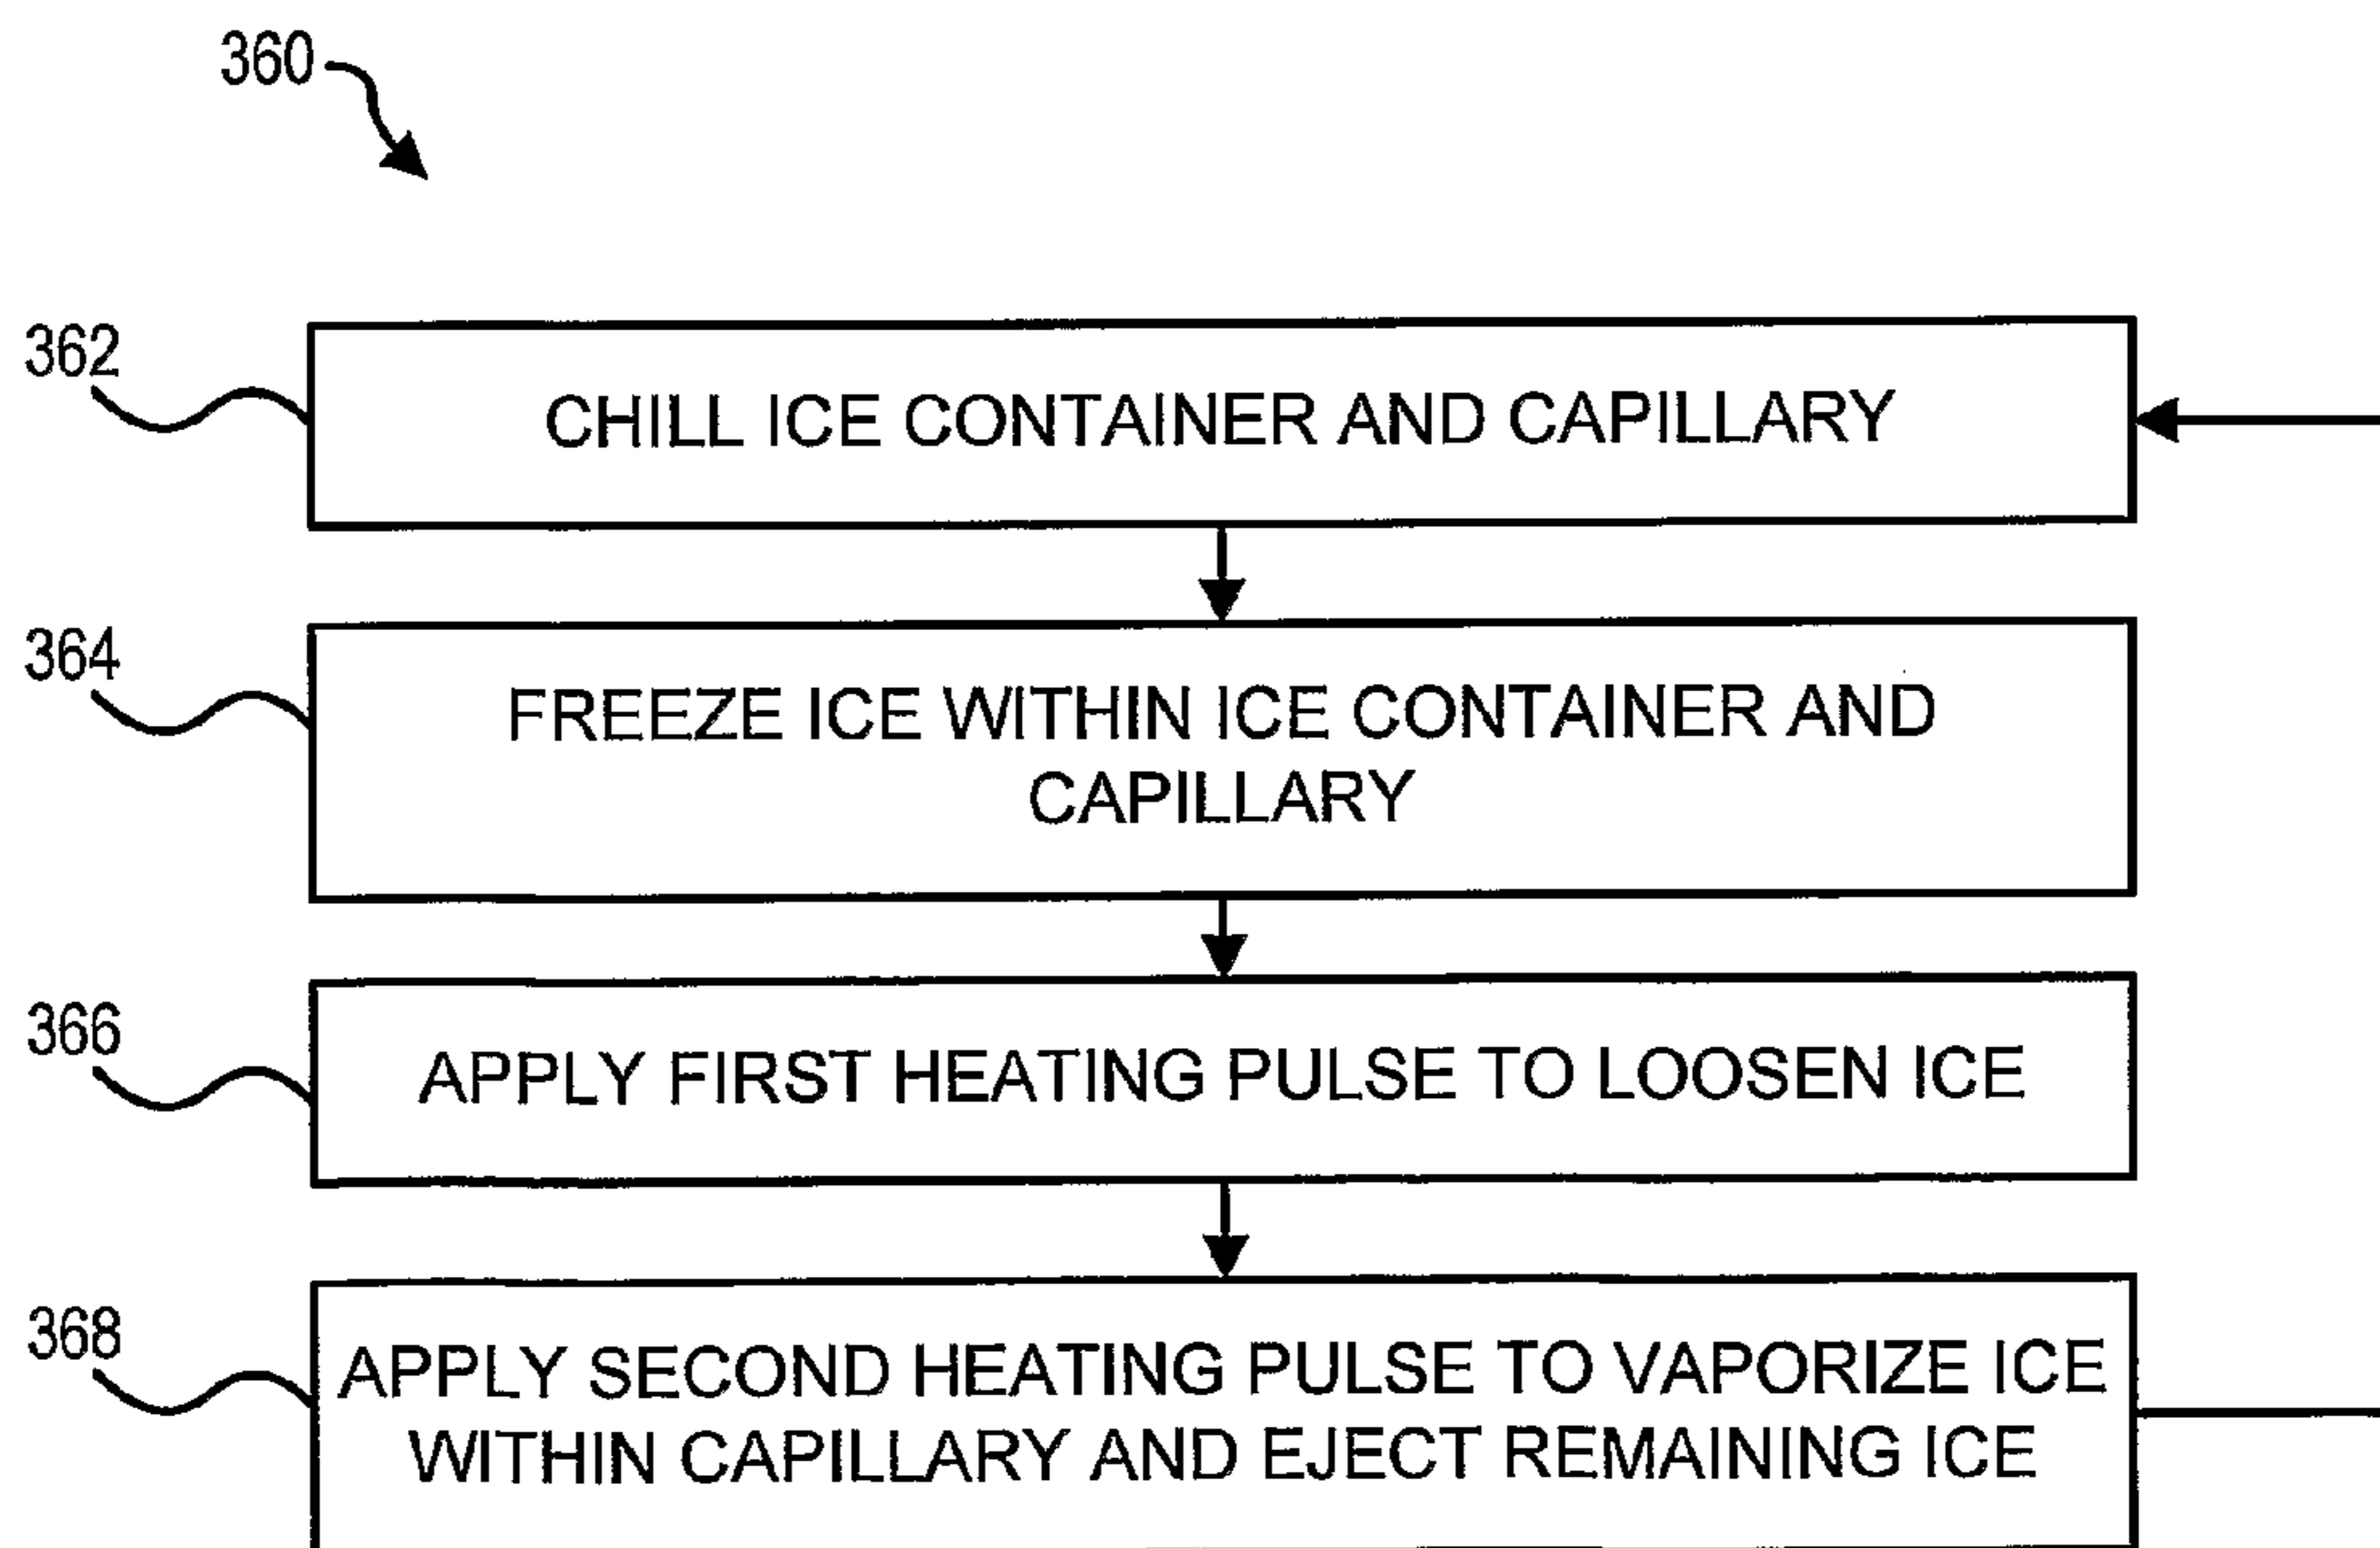 360
362
CHILL ICE CONTAINER AND CAPILLARY
364
FREEZE ICE WITHIN ICE CONTAINER AND
CAPILLARY
366
APPLY FIRST HEATING PULSE TO LOOSEN ICE
368
APPLY SECOND HEATING PULSE TO VAPORIZE ICE
WITHIN CAPILLARY AND EJECT REMAINING ICE